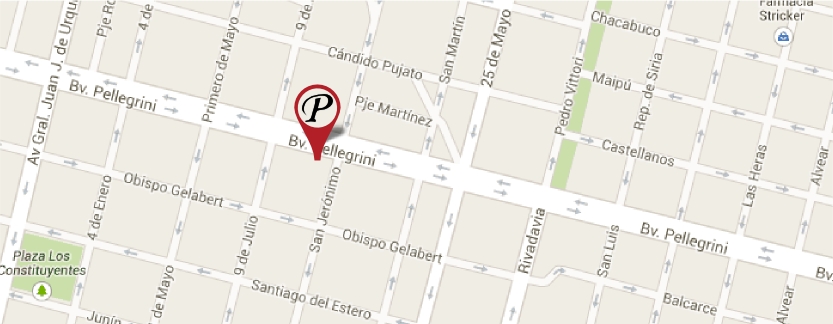 Farmacia
Stricker
Chacabuco
9 de
4 de
Pje R
Av Gral. Juan J. de Urqu
Primero de Mayo
Cándido Pujato
San Martín
25 de Mayo
Pedro Vittori
Maipú
Rep. de Siria
Bv. Pellegrini
P
Pje Martínez
Bv. Pellegrini
Castellanos
Las Heras
4 de Enero
Obispo Gelabert
San Jerónimo
9 de Julio
Obispo Gelabert
Rivadavia
San Luis
Bv. Pellegrini
Bv.
Plaza Los
Constituyentes
de Mayo
Santiago del Estero
Balcarce
Alvear
Alvear
Junín